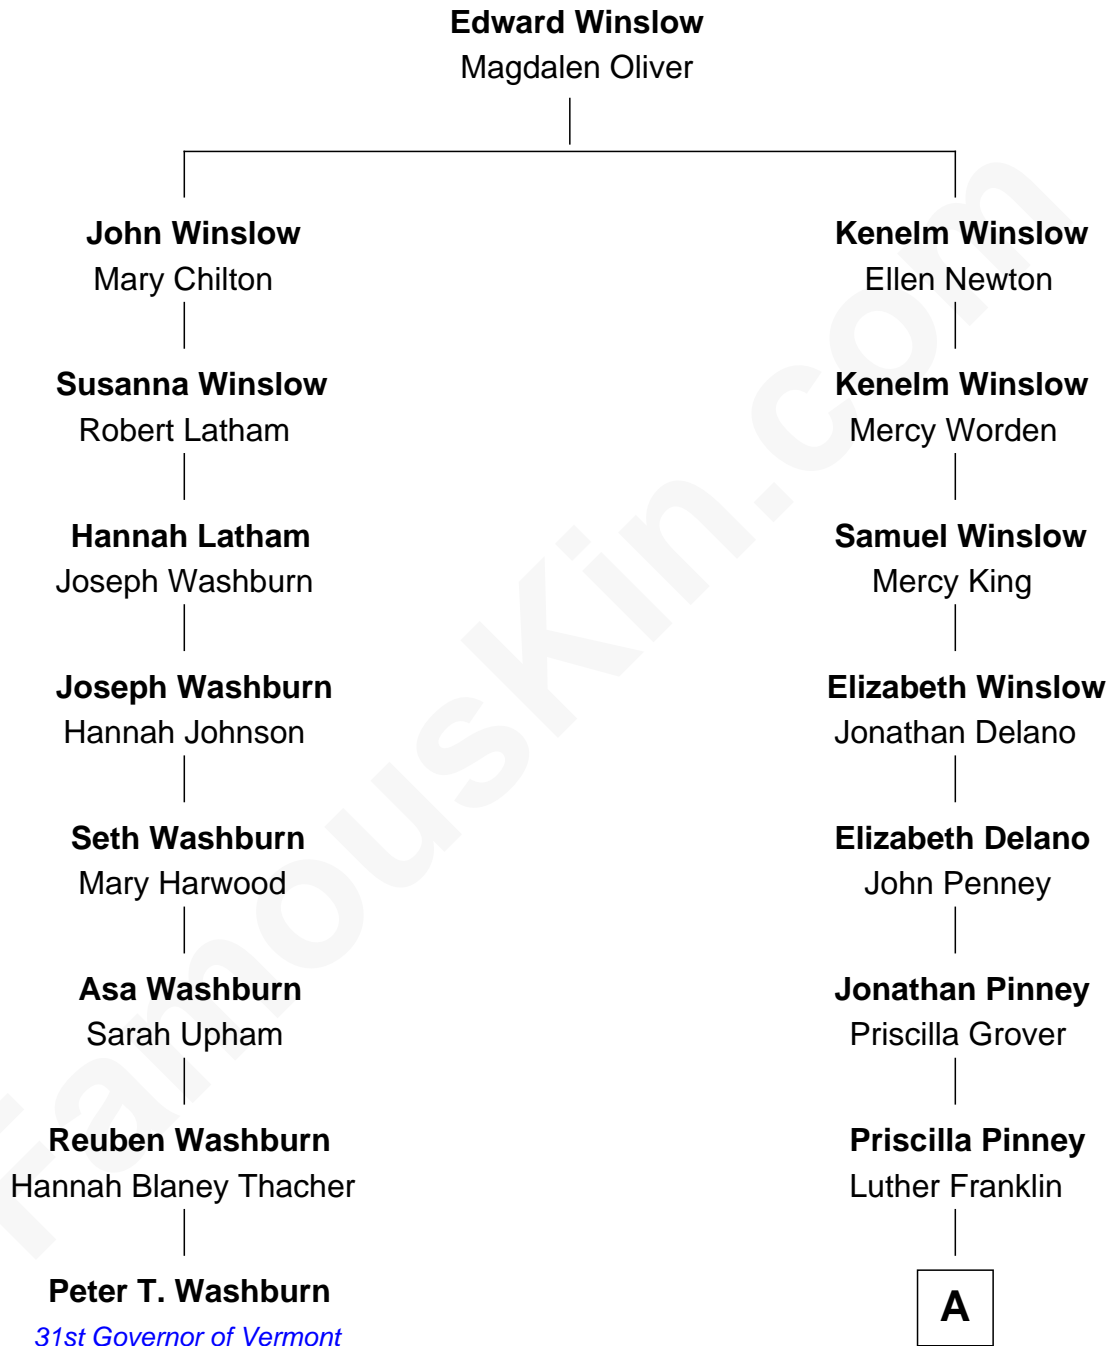 Edward Winslow
Magdalen Oliver
John Winslow
Mary Chilton
Kenelm Winslow
Ellen Newton
Susanna Winslow
Robert Latham
Kenelm Winslow
Mercy Worden
Hannah Latham
Joseph Washburn
Samuel Winslow
Mercy King
Joseph Washburn
Hannah Johnson
Elizabeth Winslow
Jonathan Delano
Seth Washburn
Mary Harwood
Elizabeth Delano
John Penney
Asa Washburn
Sarah Upham
Jonathan Pinney
Priscilla Grover
Reuben Washburn
Hannah Blaney Thacher
Priscilla Pinney
Luther Franklin
Peter T. Washburn
31st Governor of Vermont
A
FamousKin.com